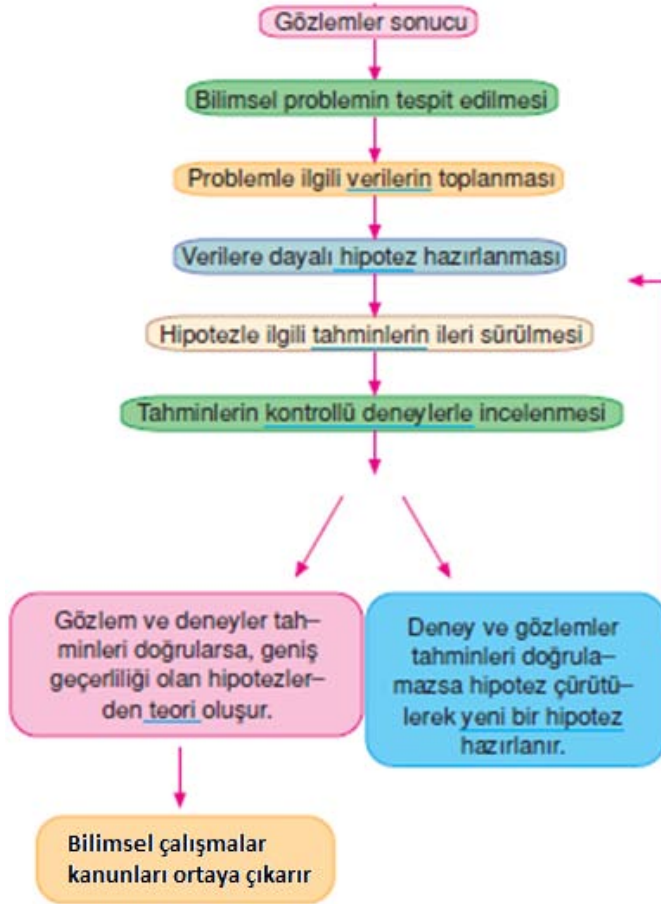 Gözlemler sonucu
Bilimsel problemin tespit edilmesi
Problemle ilgili verilerin toplanması
Verilere dayalı hipotez hazırlanması
Hipotezle ilgili tahminlerin ileri sürülmesi
Tahminlerin kontrollü deneylerle incelenmesi
Gözlem ve deneyler tah–
minleri doğrularsa, geniş
geçerliliği olan hipotezler–
den teori oluşur.
Deney ve gözlemler
tahminleri doğrula–
mazsa hipotez çürütü–
lerek yeni bir hipotez
hazırlanır.
Bilimsel çalışmalar
kanunları ortaya çıkarır